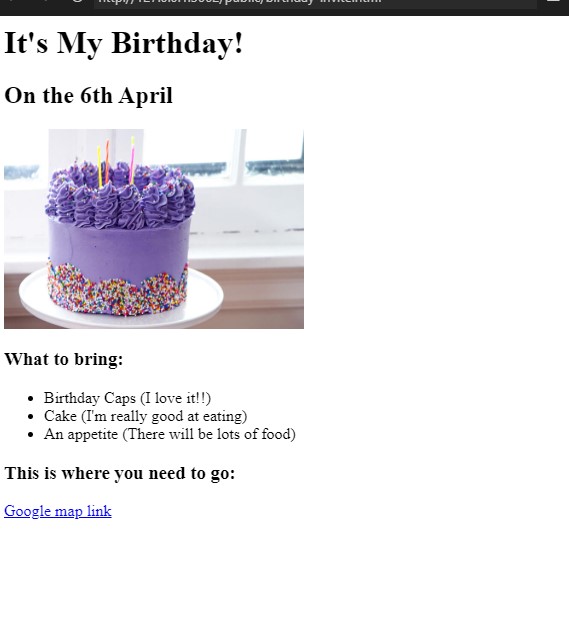 It's My Birthday!
On the 6th April
What to bring:
Birthday Caps (I love it!!)
Cake (I'm really good at eating)
An appetite (There will be lots of food)
This is where you need to go:
Google map link